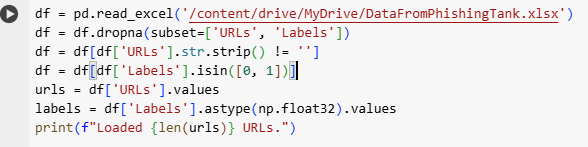 df = pd.read_excel('/content/drive/MyDrive/DataFromPhishingTank.xlsx')
df = df.dropna(subset=['URLs', 'Labels'])
df = df[df['URLs'].str.strip() != '']
df = df[df['Labels'].isin([0, 1])]
urls = df['URLs'].values
labels = df['Labels'].astype(np.float32).values
print(f"Loaded {len(urls)} URLs.")